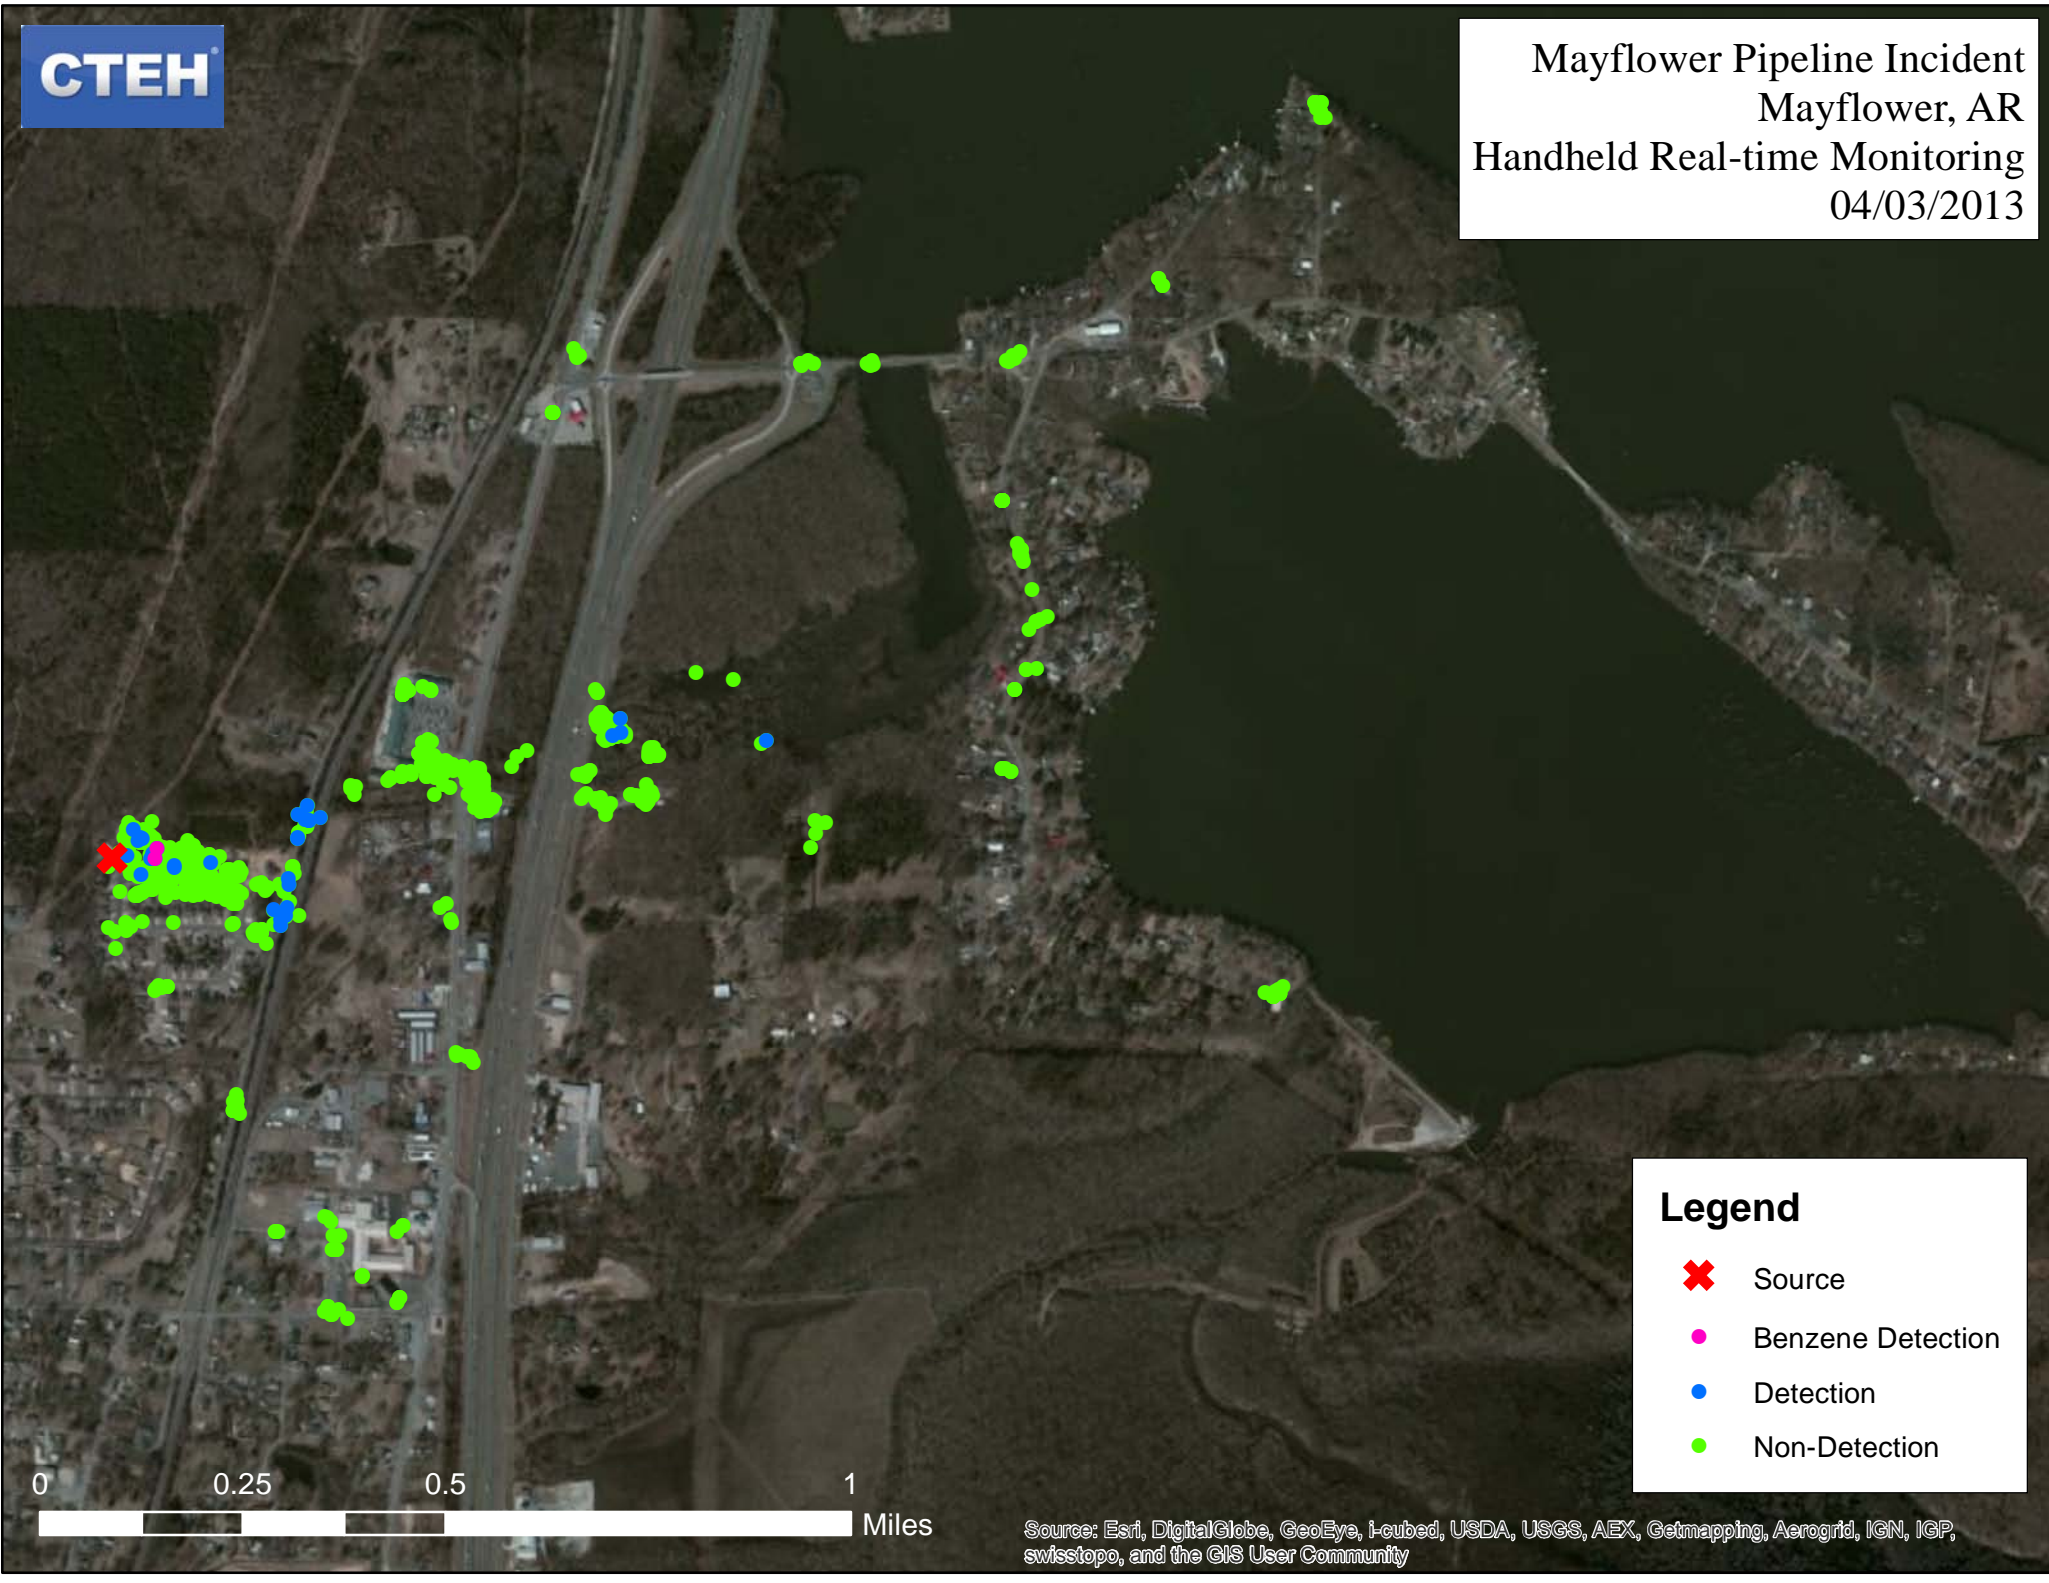 CTEH®
Mayflower Pipeline Incident
Mayflower, AR
Handheld Real-time Monitoring
04/03/2013
Legend
Source
Benzene Detection
Detection
Non-Detection
0 0.25 0.5 1
Miles
Source: Esri, DigitalGlobe, GeoEye, i-cubed, USDA, USGS, AEX, Getmapping, Aerogrid, IGN, IGP,
swisstopo, and the GIS User Community